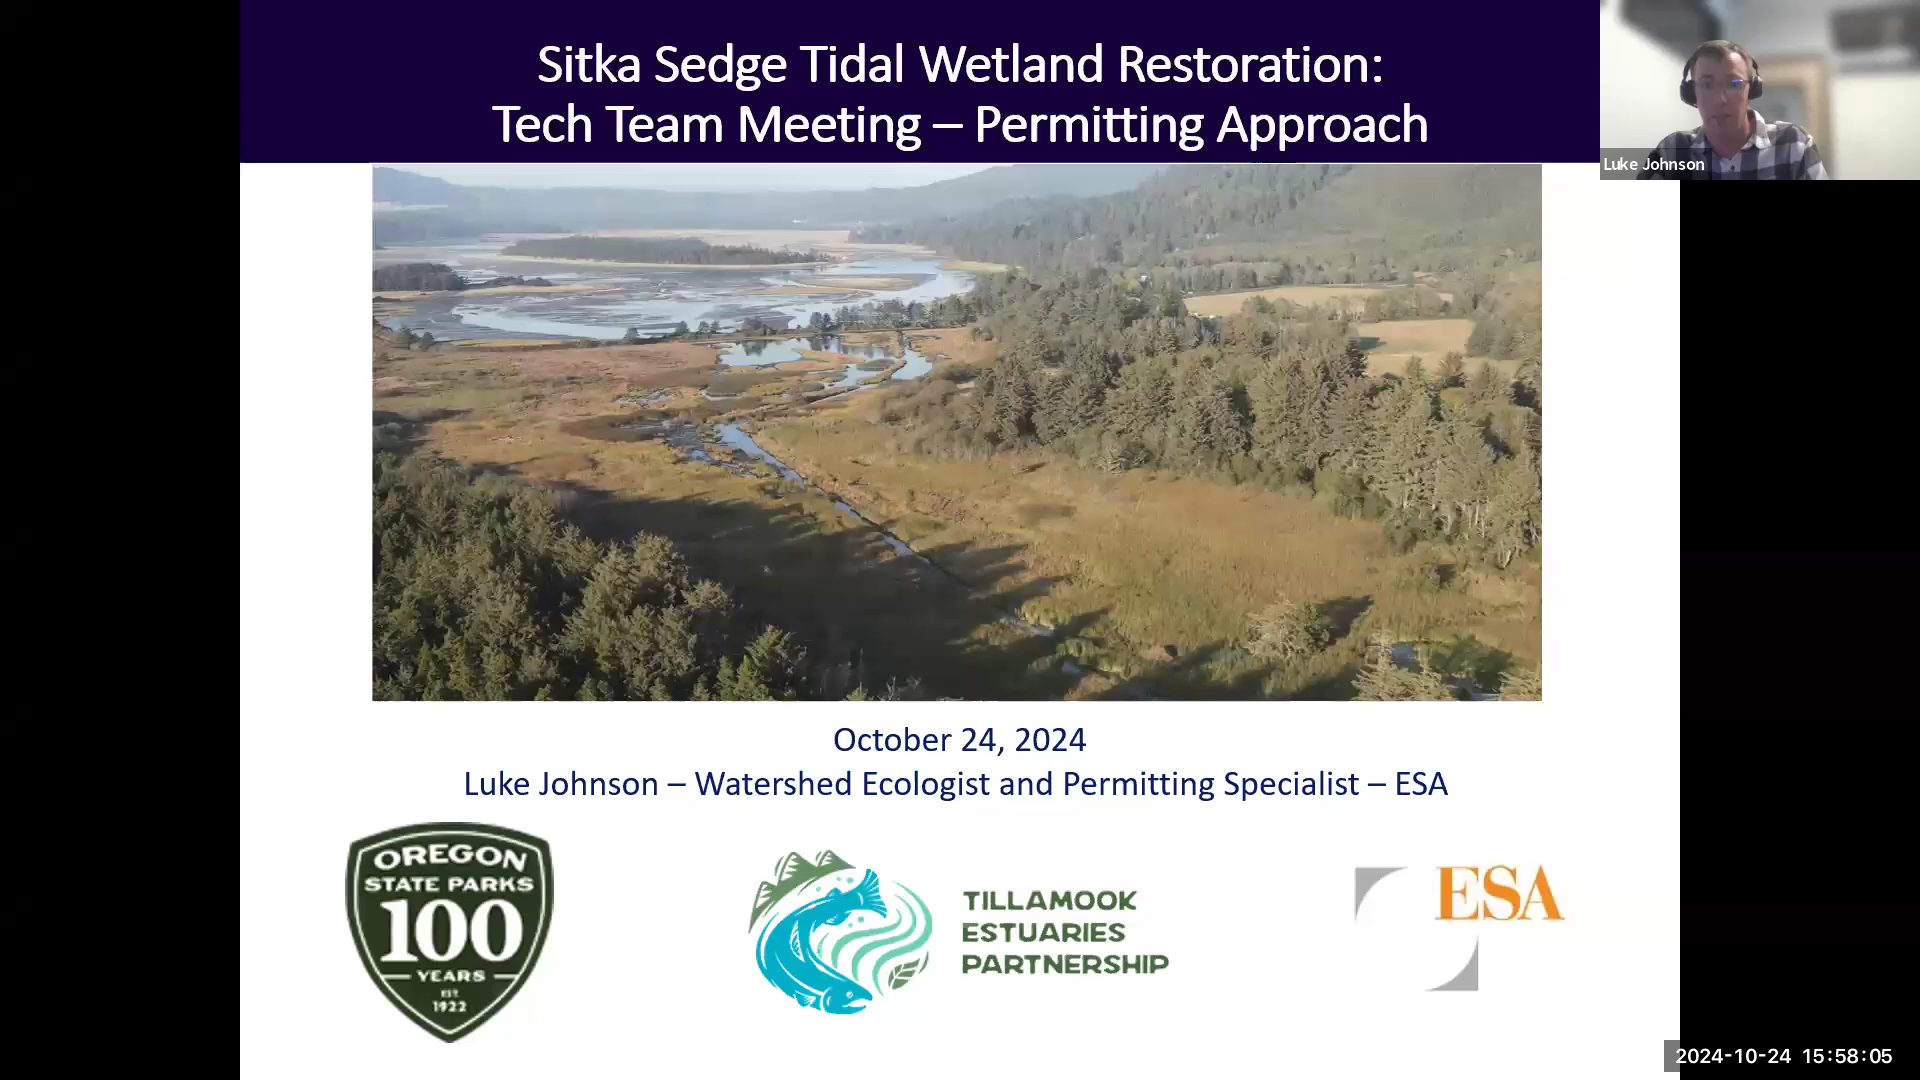 Sitka Sedge Tidal Wetland Restoration:
Tech Team Meeting – Permitting Approach
Luke Johnson
October 24, 2024
Luke Johnson – Watershed Ecologist and Permitting Specialist – ESA
OREGON
STATE PARKS
100
YEARS
EST.
1922
TILLAMOOK
ESTUARIES
PARTNERSHIP
ESA
2024-10-24 15:58:05